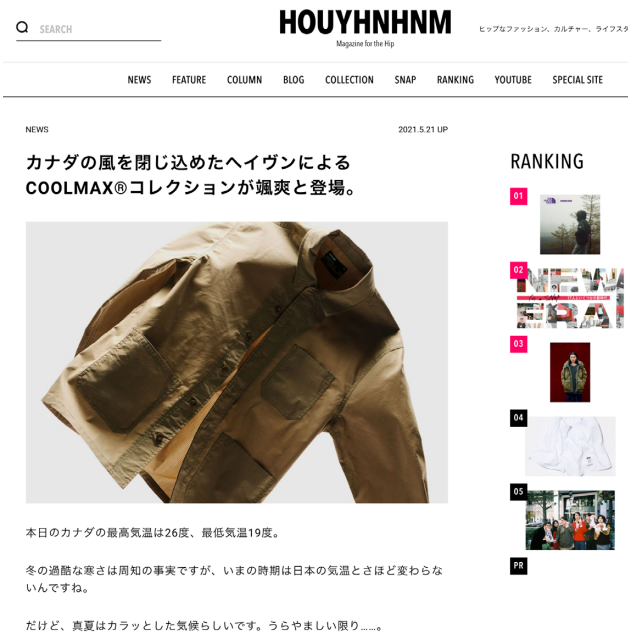 SEARCH
HOUYHNHNM
Magazine for the Hip
ヒップなファッション、カルチャー、ライフスタ
NEWS FEATURE COLUMN BLOG COLLECTION SNAP RANKING YOUTUBE SPECIAL SITE
NEWS
2021.5.21 UP
カナダの風を閉じ込めたヘイヴンによる
COOLMAX®コレクションが颯爽と登場。
本日のカナダの最高気温は26度、最低気温19度。
冬の過酷な寒さは周知の事実ですが、いまの時期は日本の気温とさほど変わらな
いんですね。
だけど、真夏はカラッとした気候らしいです。うらやましい限り……。
RANKING
01
02
NEW
ERA
03
04
05
PR